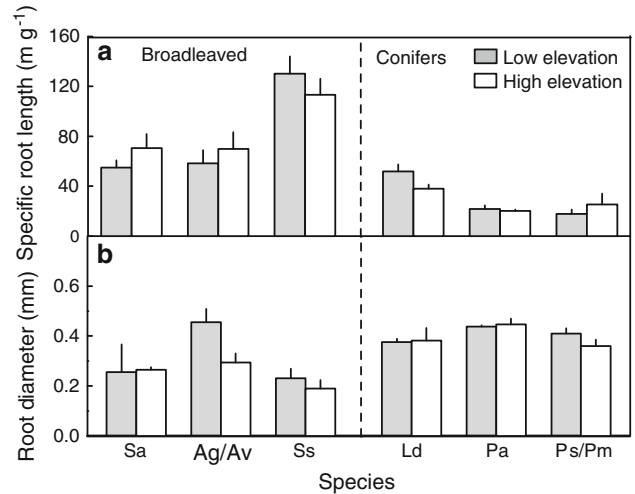 160
a
Broadleaved
Conifers
Low elevation
High elevation
120
80
40
0
Specific root length (m g⁻¹)
b
0.6
0.4
0.2
0.0
Root diameter (mm)
Sa Ag/Av Ss Ld Pa Ps/Pm
Species